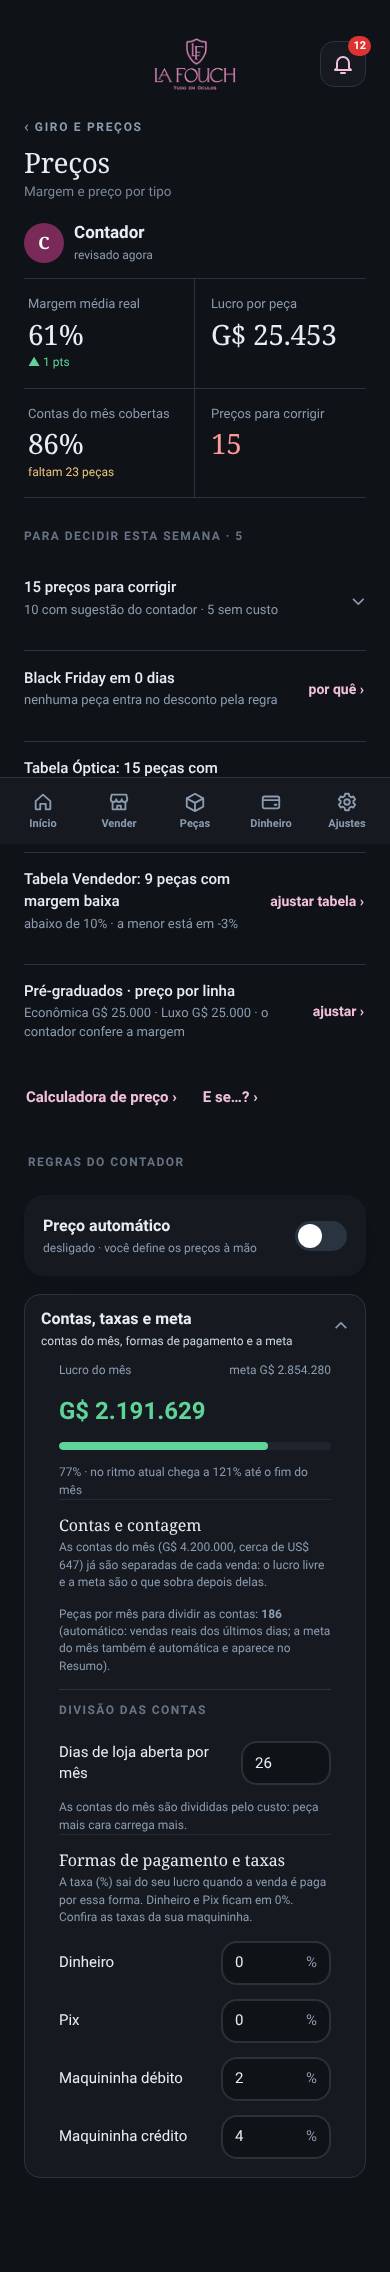 LF
LA FOUCH
TUDO EM ÓCULOS
12
‹ GIRO E PREÇOS
Preços
Margem e preço por tipo
C
Contador
revisado agora
Margem média real
61%
▲ 1 pts
Lucro por peça
G$ 25.453
Contas do mês cobertas
86%
faltam 23 peças
Preços para corrigir
15
PARA DECIDIR ESTA SEMANA · 5
15 preços para corrigir
10 com sugestão do contador · 5 sem custo
Black Friday em 0 dias
nenhuma peça entra no desconto pela regra
por quê ›
Tabela Óptica: 15 peças com
Início
Vender
Peças
Dinheiro
Ajustes
Tabela Vendedor: 9 peças com
margem baixa
abaixo de 10% · a menor está em -3%
ajustar tabela ›
Pré-graduados · preço por linha
Econômica G$ 25.000 · Luxo G$ 25.000 · o
contador confere a margem
ajustar ›
Calculadora de preço ›
E se…? ›
REGRAS DO CONTADOR
Preço automático
desligado · você define os preços à mão
Contas, taxas e meta
contas do mês, formas de pagamento e a meta
Lucro do mês
meta G$ 2.854.280
G$ 2.191.629
77% · no ritmo atual chega a 121% até o fim do
mês
Contas e contagem
As contas do mês (G$ 4.200.000, cerca de US$
647) já são separadas de cada venda: o lucro livre
e a meta são o que sobra depois delas.
Peças por mês para dividir as contas: 186
(automático: vendas reais dos últimos dias; a meta
do mês também é automática e aparece no
Resumo).
DIVISÃO DAS CONTAS
Dias de loja aberta por
mês
26
As contas do mês são divididas pelo custo: peça
mais cara carrega mais.
Formas de pagamento e taxas
A taxa (%) sai do seu lucro quando a venda é paga
por essa forma. Dinheiro e Pix ficam em 0%.
Confira as taxas da sua maquininha.
Dinheiro
0 %
Pix
0 %
Maquininha débito
2 %
Maquininha crédito
4 %